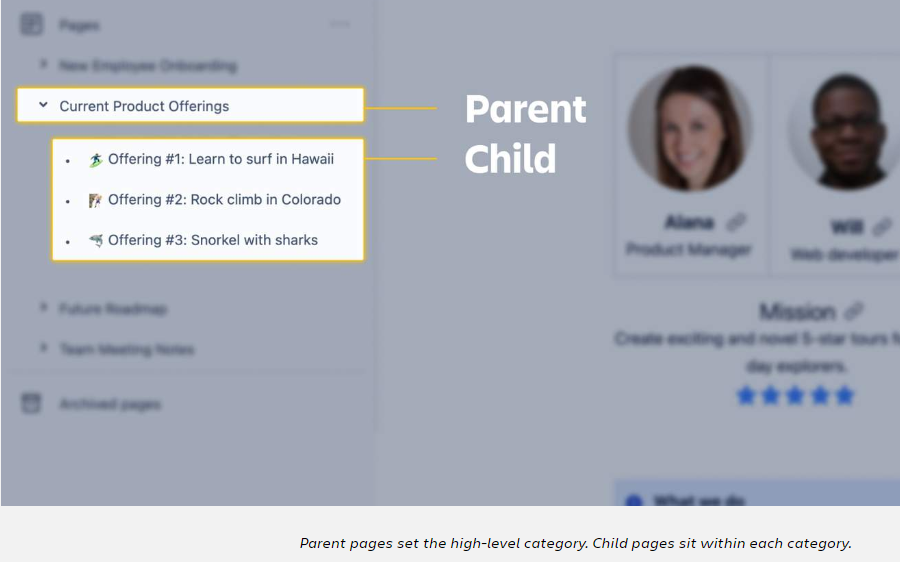 Pages
New Employee Onboarding
Current Product Offerings
Parent
Child
Offering #1: Learn to surf in Hawaii
Offering #2: Rock climb in Colorado
Offering #3: Snorkel with sharks
Future Roadmap
Team Meeting Notes
Archived pages
Alana
Product Manager
Will
Web developer
Mission
Create exciting and novel 5-star tours
day explorers.
What we do
Parent pages set the high-level category. Child pages sit within each category.